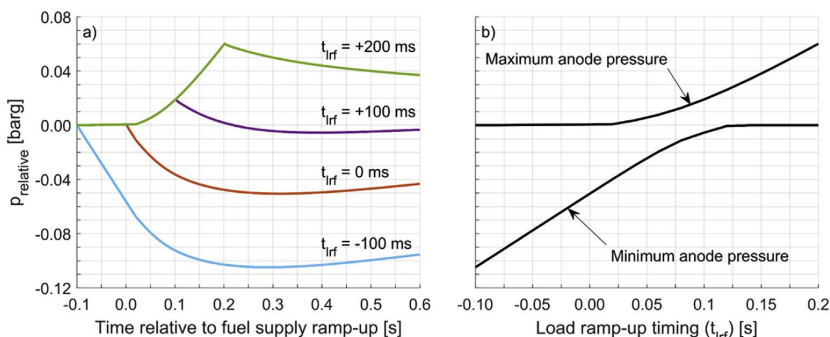 a)
0.08
0.04
0.00
-0.04
-0.08
-0.12
p_relative [barg]
t_lrf = +200 ms
t_lrf = +100 ms
t_lrf = 0 ms
t_lrf = -100 ms
-0.1 0.0 0.1 0.2 0.3 0.4 0.5 0.6
Time relative to fuel supply ramp-up [s]
b)
Maximum anode pressure
Minimum anode pressure
-0.10 -0.05 0.00 0.05 0.1 0.15 0.2
Load ramp-up timing (t_lrf) [s]